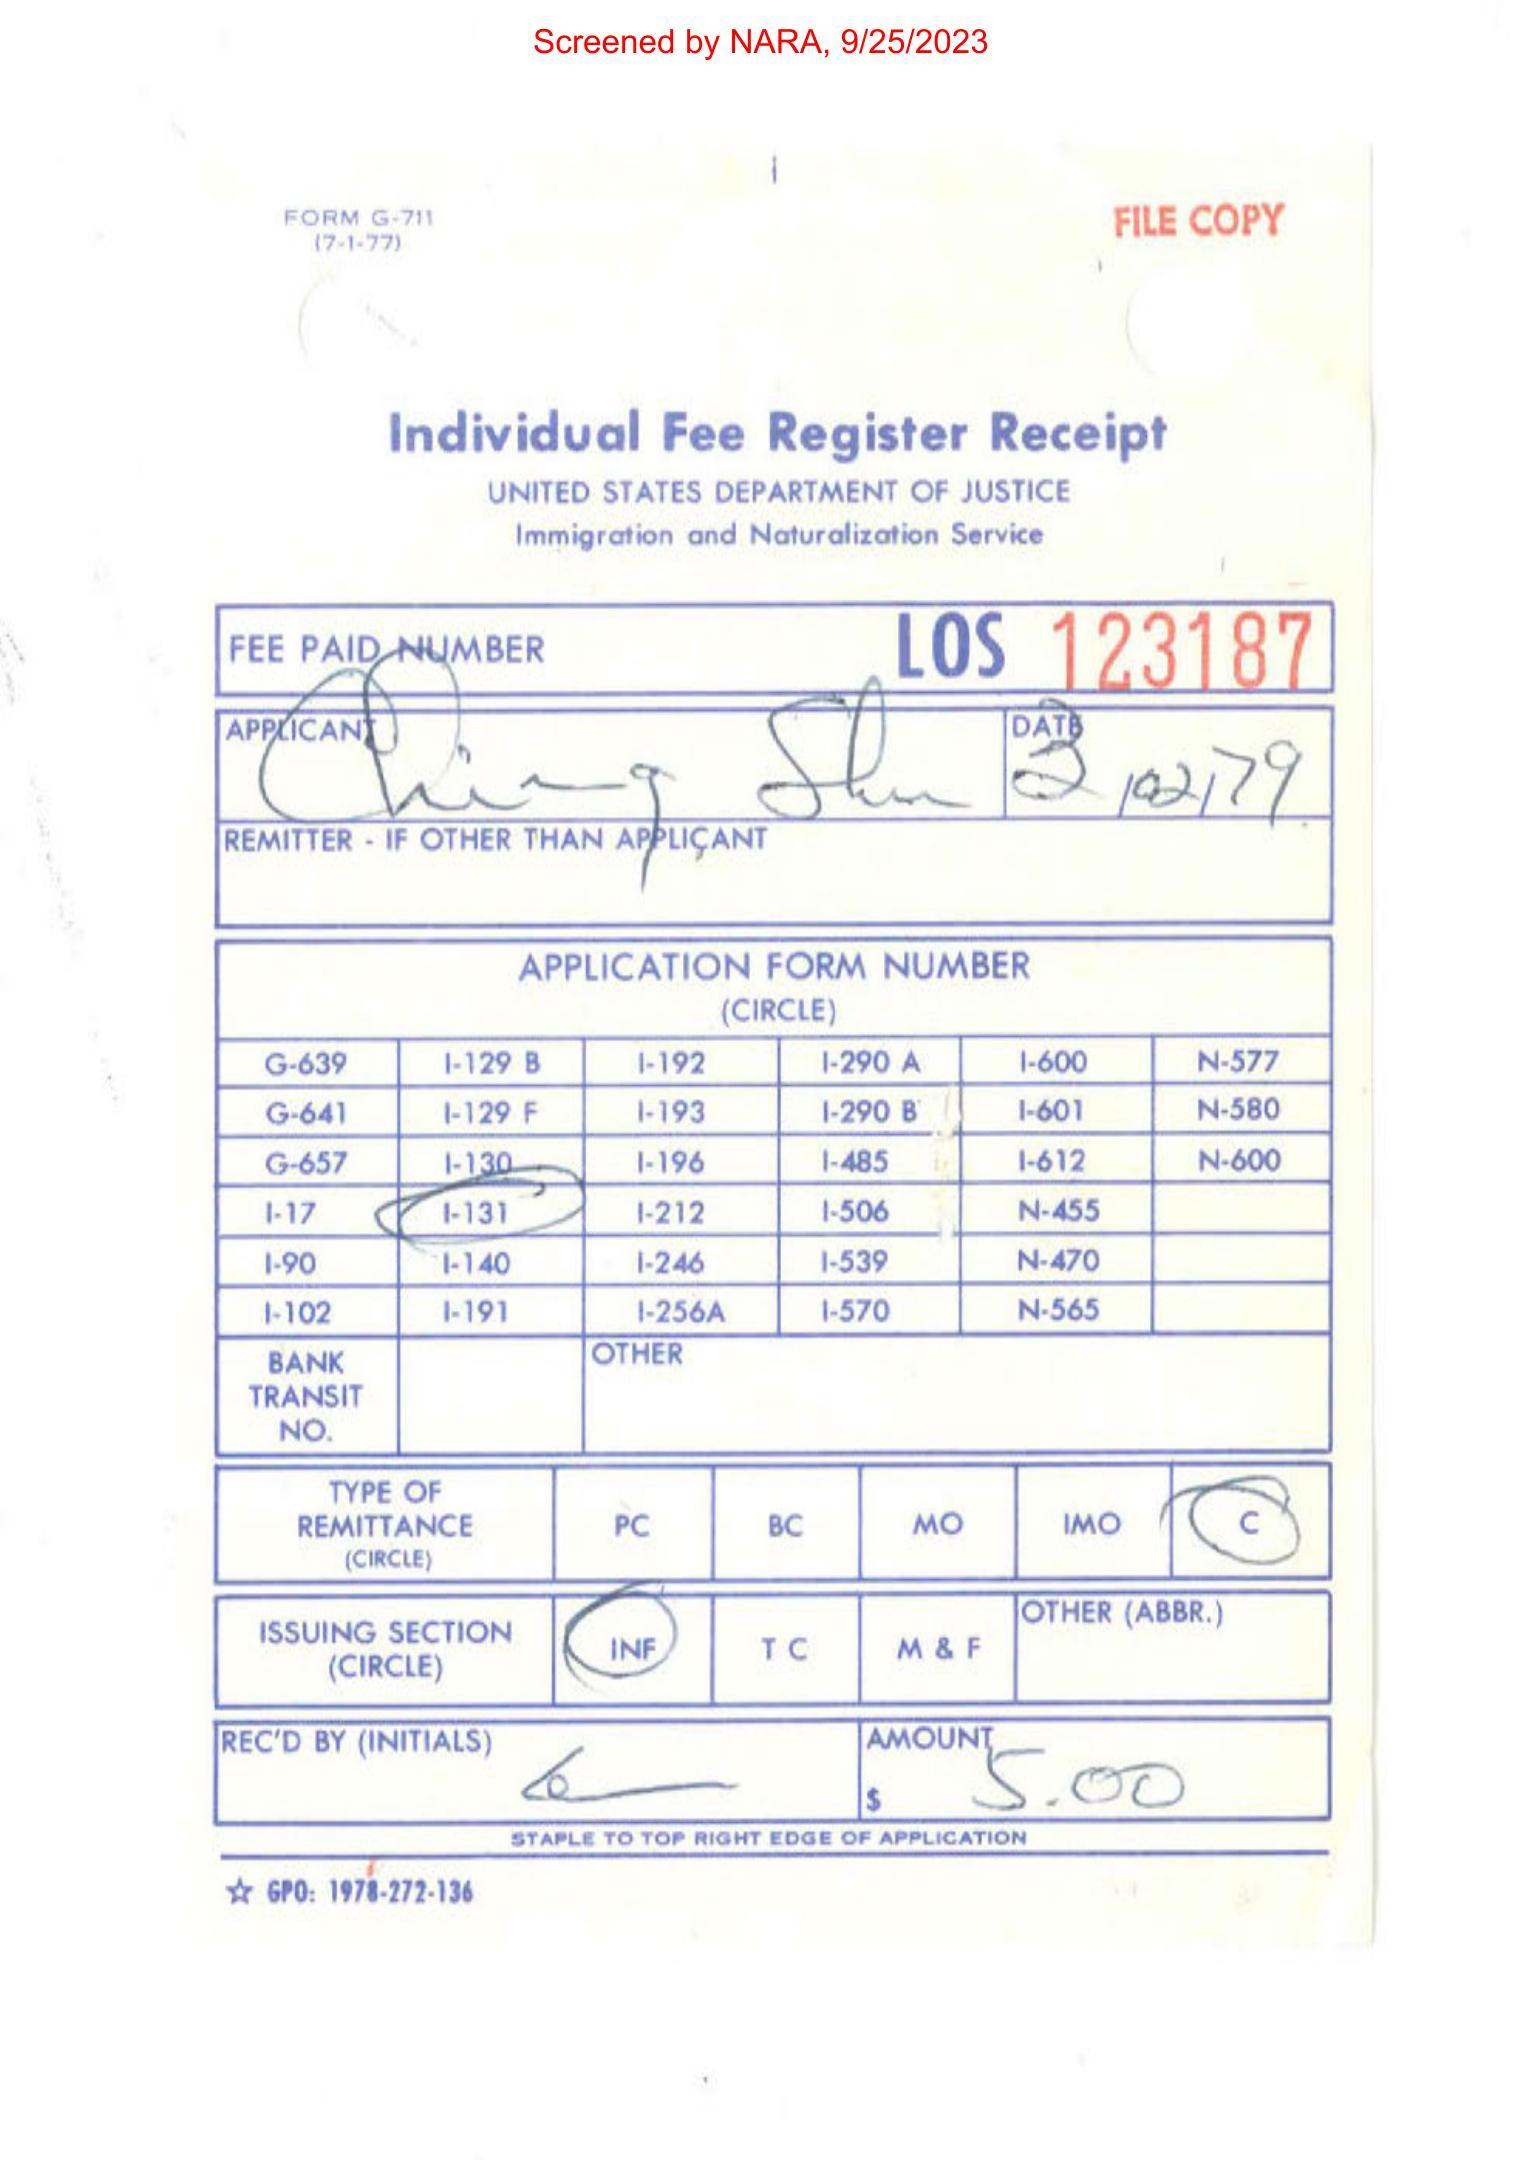 Screened by NARA, 9/25/2023
FORM G-711
(7-1-77)
FILE COPY
Individual Fee Register Receipt
UNITED STATES DEPARTMENT OF JUSTICE
Immigration and Naturalization Service
FEE PAID NUMBER LOS 123187
APPLICANT DATE
Ching 2/02/79
REMITTER - IF OTHER THAN APPLICANT
APPLICATION FORM NUMBER
(CIRCLE)
G-639 I-129 B I-192 I-290 A I-600 N-577
G-641 I-129 F I-193 I-290 B I-601 N-580
G-657 I-130 I-196 I-485 I-612 N-600
I-17 I-131 I-212 I-506 N-455
I-90 I-140 I-246 I-539 N-470
I-102 I-191 I-256A I-570 N-565
BANK TRANSIT NO. OTHER
TYPE OF REMITTANCE (CIRCLE) PC BC MO IMO C
ISSUING SECTION (CIRCLE) INF T C M & F OTHER (ABBR.)
REC'D BY (INITIALS) AMOUNT
$ 5.00
STAPLE TO TOP RIGHT EDGE OF APPLICATION
☆ GPO: 1978-272-136